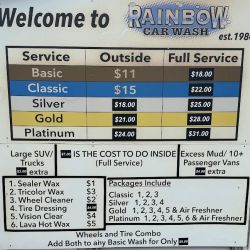 Welcome to RAINBOW
CAR WASH
est.198
Service Outside Full Service
Basic $11 $18.00
Classic $15 $22.00
Silver $18.00 $25.00
Gold $21.00 $28.00
Platinum $24.00 $31.00
Large SUV/
Trucks
extra
IS THE COST TO DO INSIDE
(Full Service)
Excess Mud/ 10+
Passenger Vans
extra
1. Sealer Wax $1
2. Tricolor Wax $3
3. Wheel Cleaner $2
4. Tire Dressing
5. Vision Clear $4
6. Lava Hot Wax $5
Packages Include
Classic 1, 2, 3
Silver 1, 2, 3, 4
Gold 1, 2, 3, 4, 5 & Air Freshner
Platinum 1, 2, 3, 4, 5, 6 & Air Freshner
Wheels and Tire Combo
Add Both to any Basic Wash for Only